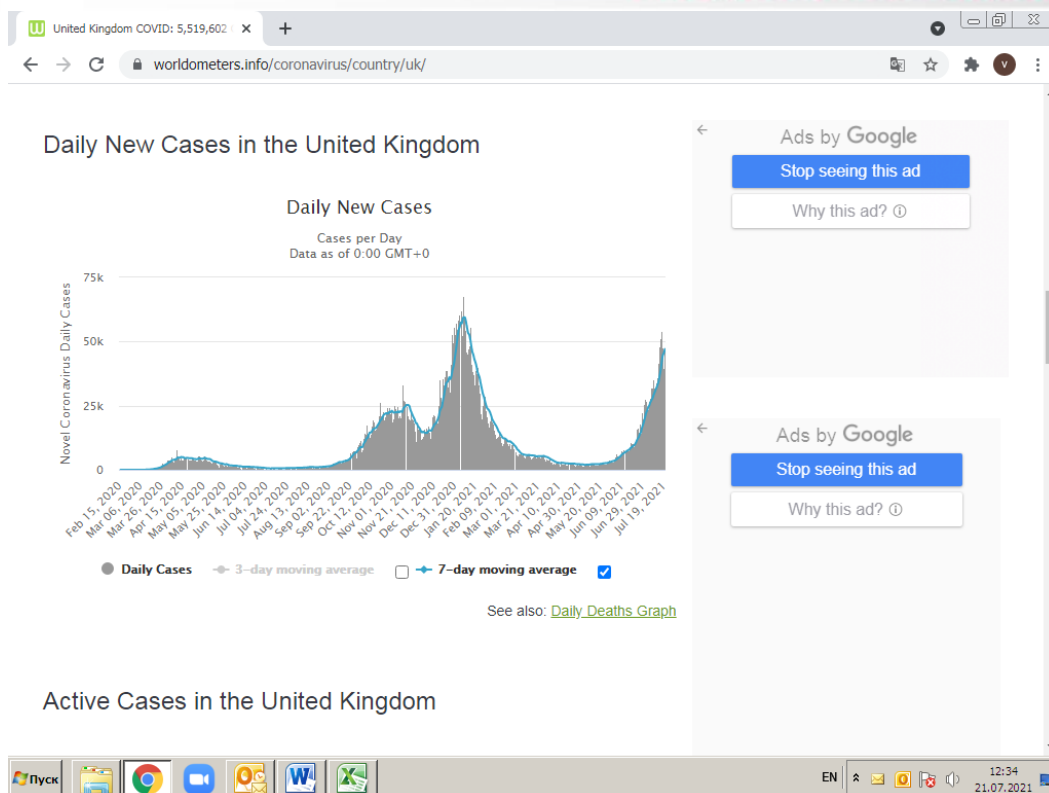 United Kingdom COVID: 5,519,602
worldometers.info/coronavirus/country/uk/
V
Daily New Cases in the United Kingdom
Daily New Cases
Cases per Day
Data as of 0:00 GMT+0
Novel Coronavirus Daily Cases
75k
50k
25k
0
Feb 15, 2020
Mar 06, 2020
Mar 26, 2020
Apr 15, 2020
May 05, 2020
May 25, 2020
Jun 14, 2020
Jul 04, 2020
Jul 24, 2020
Aug 13, 2020
Sep 02, 2020
Sep 22, 2020
Oct 12, 2020
Nov 01, 2020
Nov 21, 2020
Dec 11, 2020
Dec 31, 2020
Jan 20, 2021
Feb 09, 2021
Mar 01, 2021
Mar 21, 2021
Apr 10, 2021
Apr 30, 2021
May 20, 2021
Jun 09, 2021
Jun 29, 2021
Jul 19, 2021
Daily Cases 3-day moving average 7-day moving average
See also: Daily Deaths Graph
Active Cases in the United Kingdom
Ads by Google
Stop seeing this ad
Why this ad?
Ads by Google
Stop seeing this ad
Why this ad?
Пуск
EN
12:34
21.07.2021